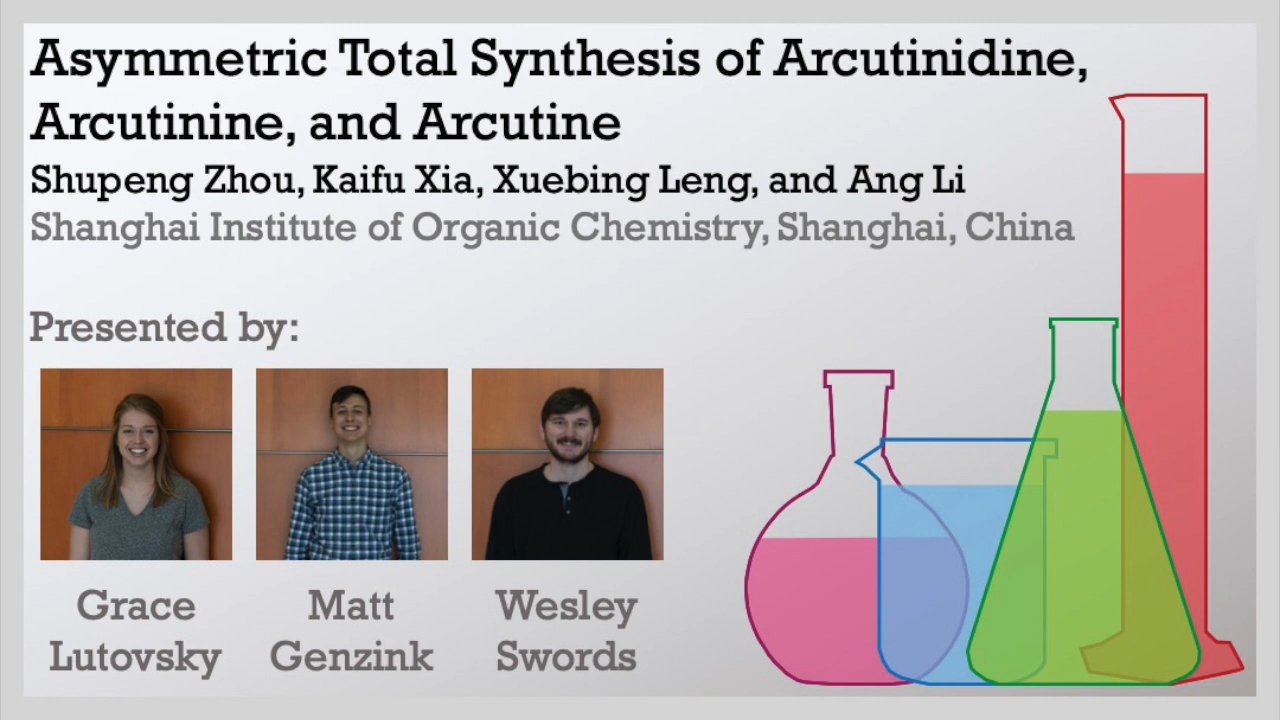 Asymmetric Total Synthesis of Arcutinidine,
Arcutinine, and Arcutine
Shupeng Zhou, Kaifu Xia, Xuebing Leng, and Ang Li
Shanghai Institute of Organic Chemistry, Shanghai, China
Presented by:
Grace
Lutovsky
Matt
Genzink
Wesley
Swords